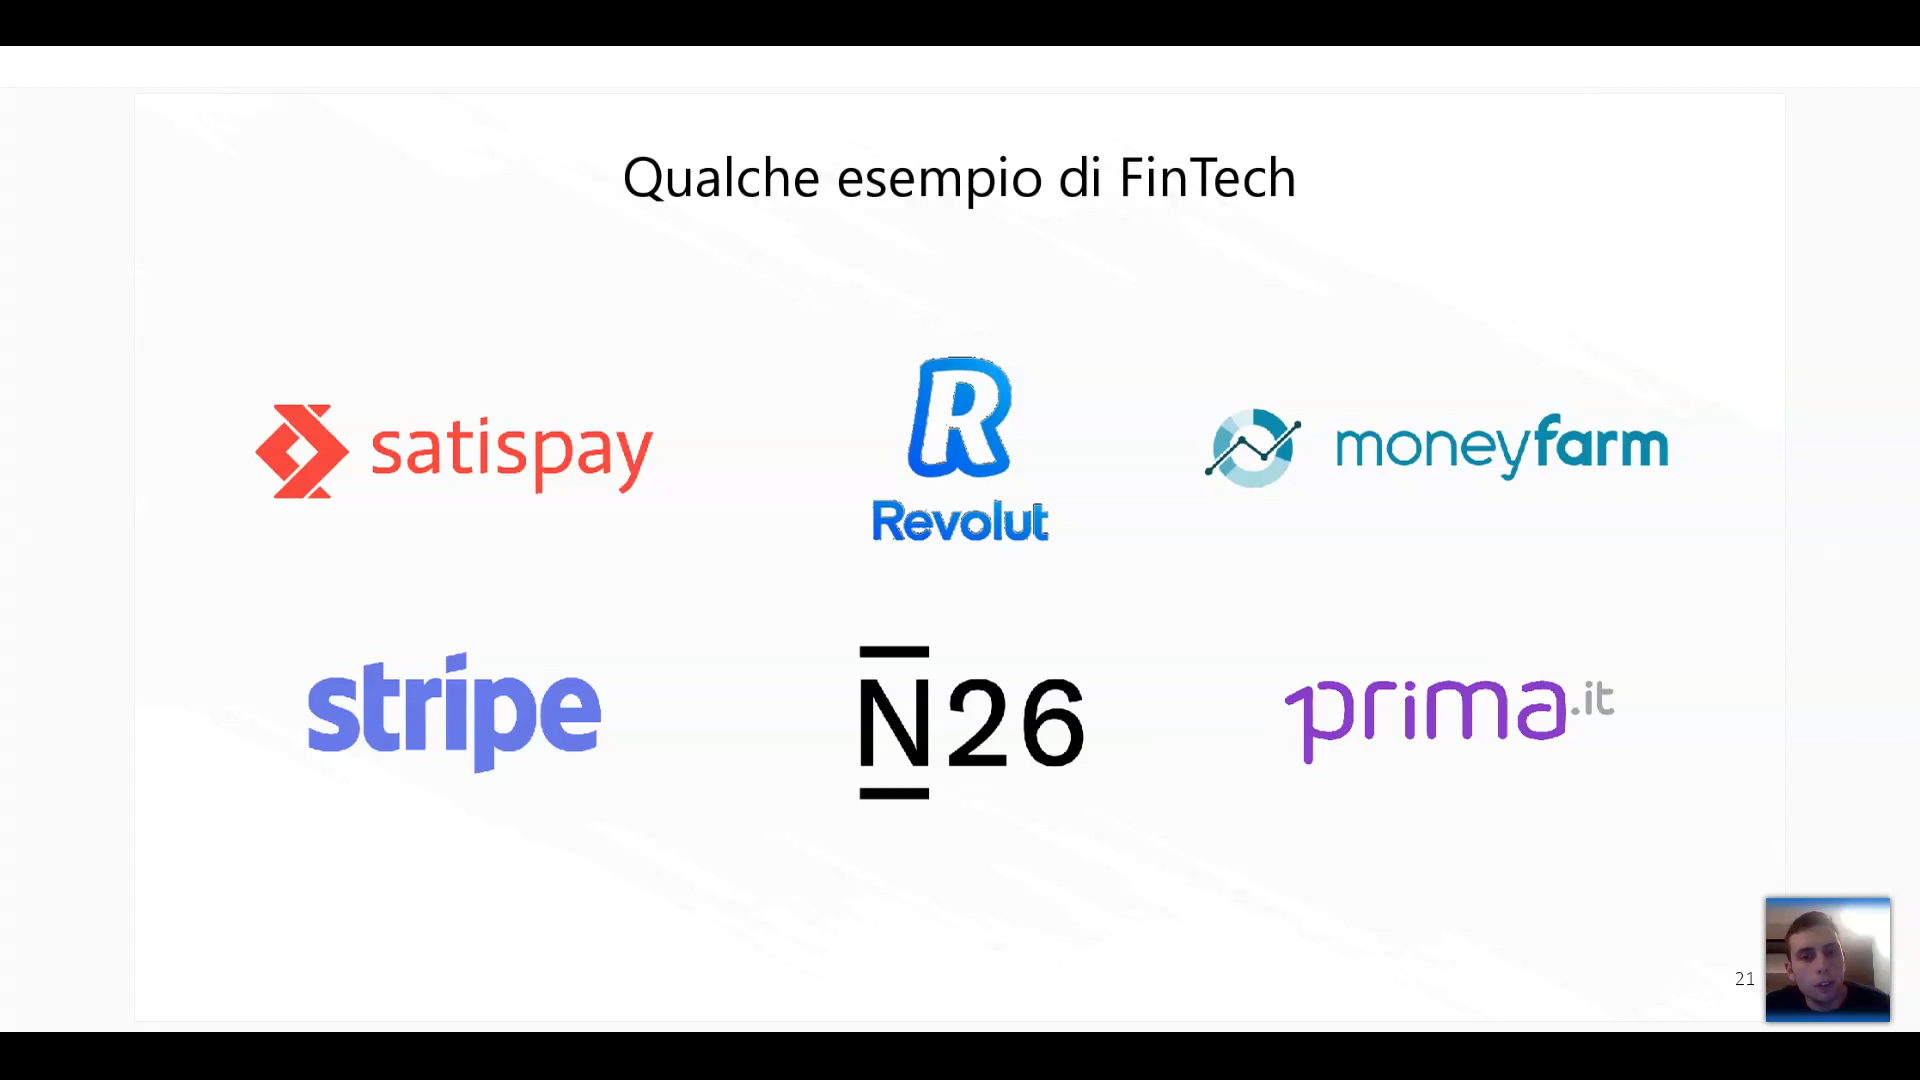 Qualche esempio di FinTech
satispay
R
Revolut
moneyfarm
stripe
N26
prima.it
21